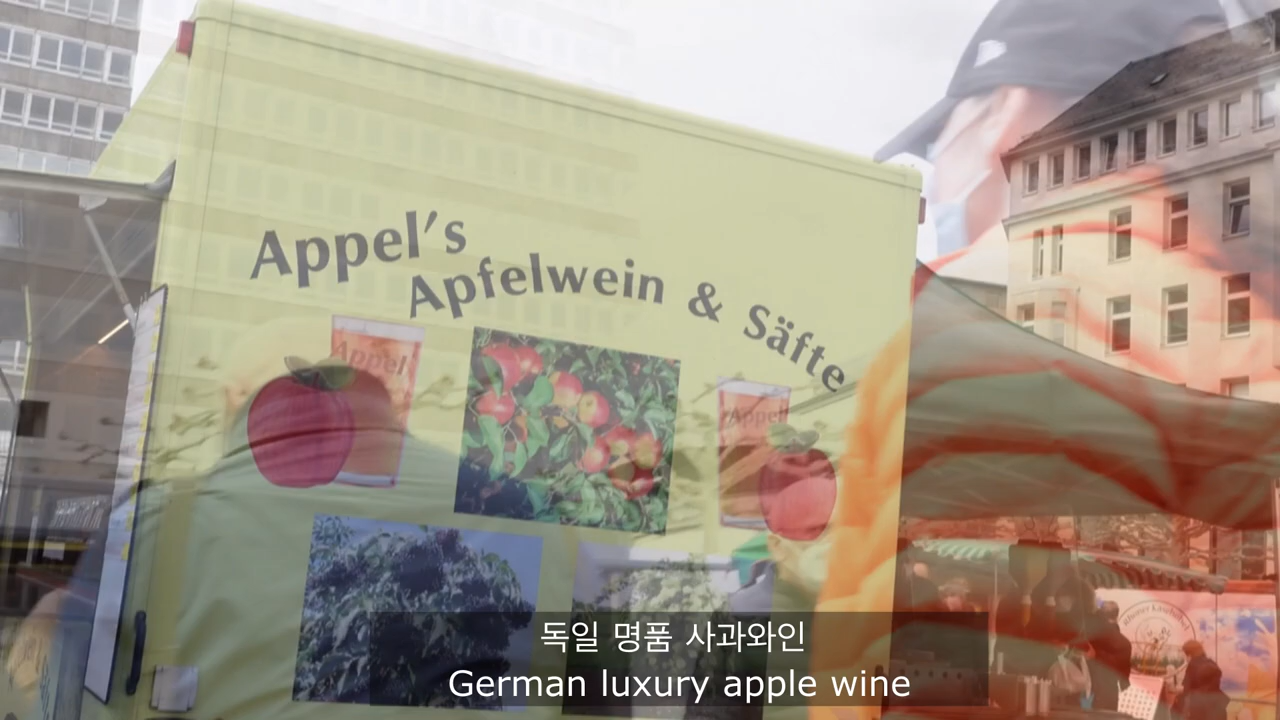 Appel's
Apfelwein & Säfte
Appel
Appel
독일 명품 사과와인
German luxury apple wine